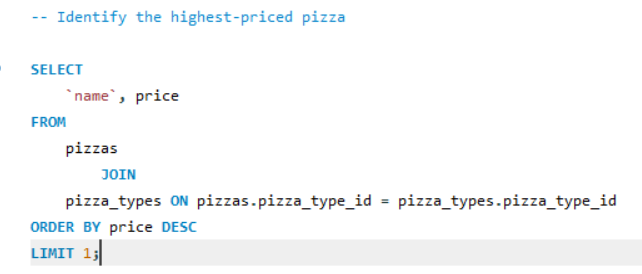 -- Identify the highest-priced pizza
SELECT
`name`, price
FROM
pizzas
JOIN
pizza_types ON pizzas.pizza_type_id = pizza_types.pizza_type_id
ORDER BY price DESC
LIMIT 1;